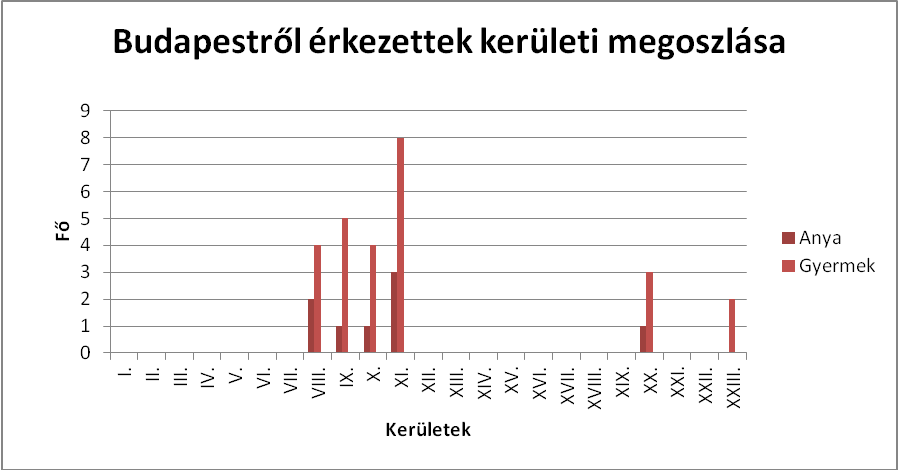 Budapestről érkezettek kerületi megoszlása
9
8
7
6
5
4
3
2
1
0
Fő
I.
II.
III.
IV.
V.
VI.
VII.
VIII.
IX.
X.
XI.
XII.
XIII.
XIV.
XV.
XVI.
XVII.
XVIII.
XIX.
XX.
XXI.
XXII.
XXIII.
Kerületek
Anya
Gyermek